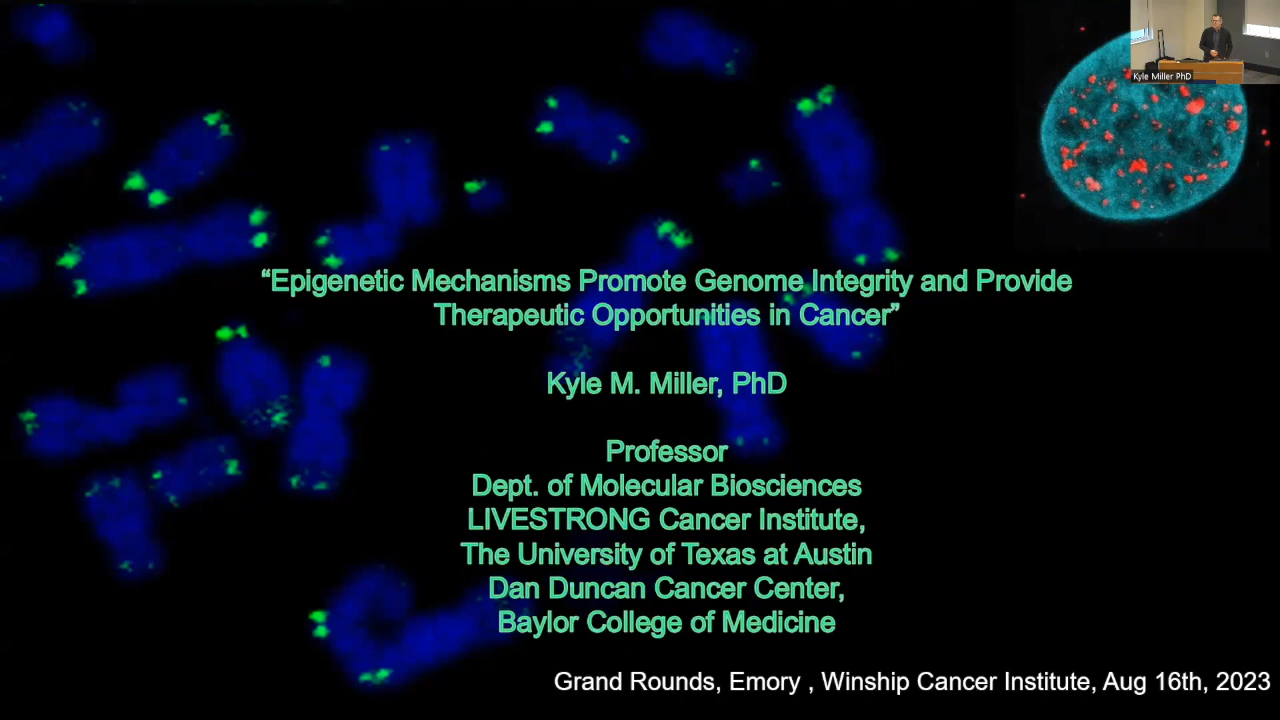 Kyle Miller PhD
“Epigenetic Mechanisms Promote Genome Integrity and Provide
Therapeutic Opportunities in Cancer”
Kyle M. Miller, PhD
Professor
Dept. of Molecular Biosciences
LIVESTRONG Cancer Institute,
The University of Texas at Austin
Dan Duncan Cancer Center,
Baylor College of Medicine
Grand Rounds, Emory , Winship Cancer Institute, Aug 16th, 2023